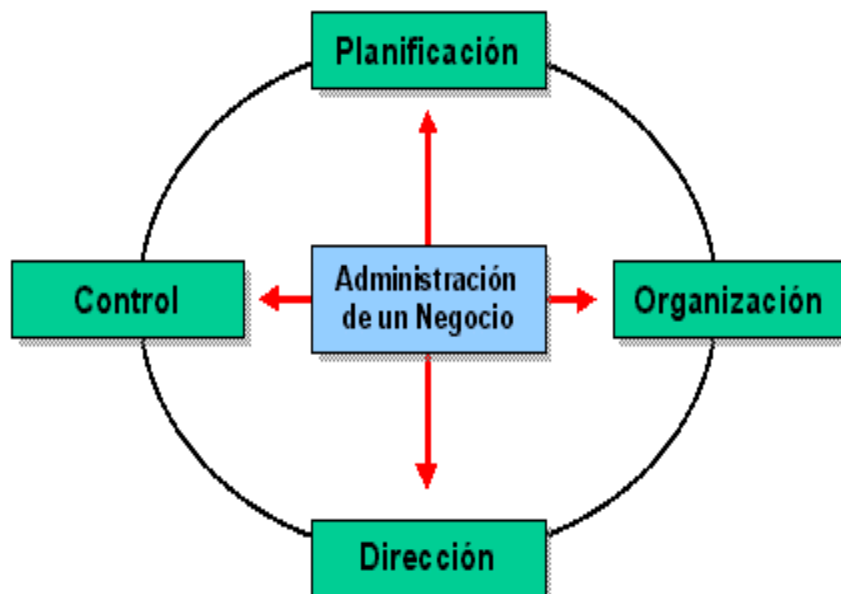 Planificación
Control
Administración
de un Negocio
Organización
Dirección